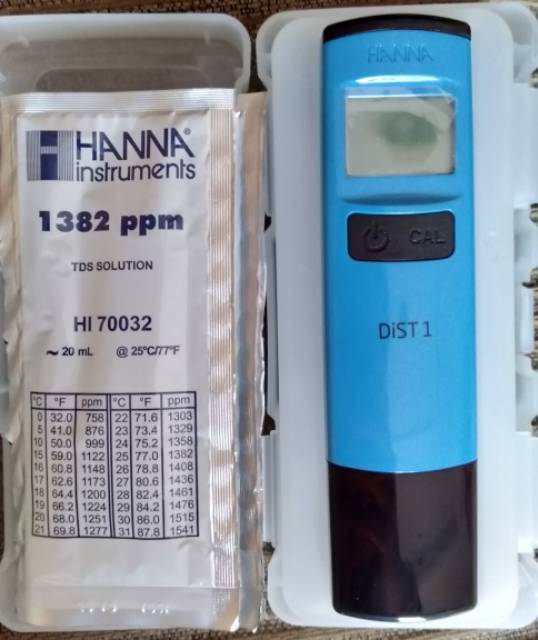 HANNA
instruments
1382 ppm
TDS SOLUTION
HI 70032
~ 20 mL @ 25°C/77°F
°C °F ppm °C °F ppm
0 32.0 758 22 71.6 1303
5 41.0 876 23 73.4 1329
10 50.0 999 24 75.2 1358
15 59.0 1122 25 77.0 1382
16 60.8 1148 26 78.8 1408
17 62.6 1173 27 80.6 1436
18 64.4 1200 28 82.4 1461
19 66.2 1224 29 84.2 1476
20 68.0 1251 30 86.0 1515
21 69.8 1277 31 87.8 1541
HANNA
CAL
DiST 1